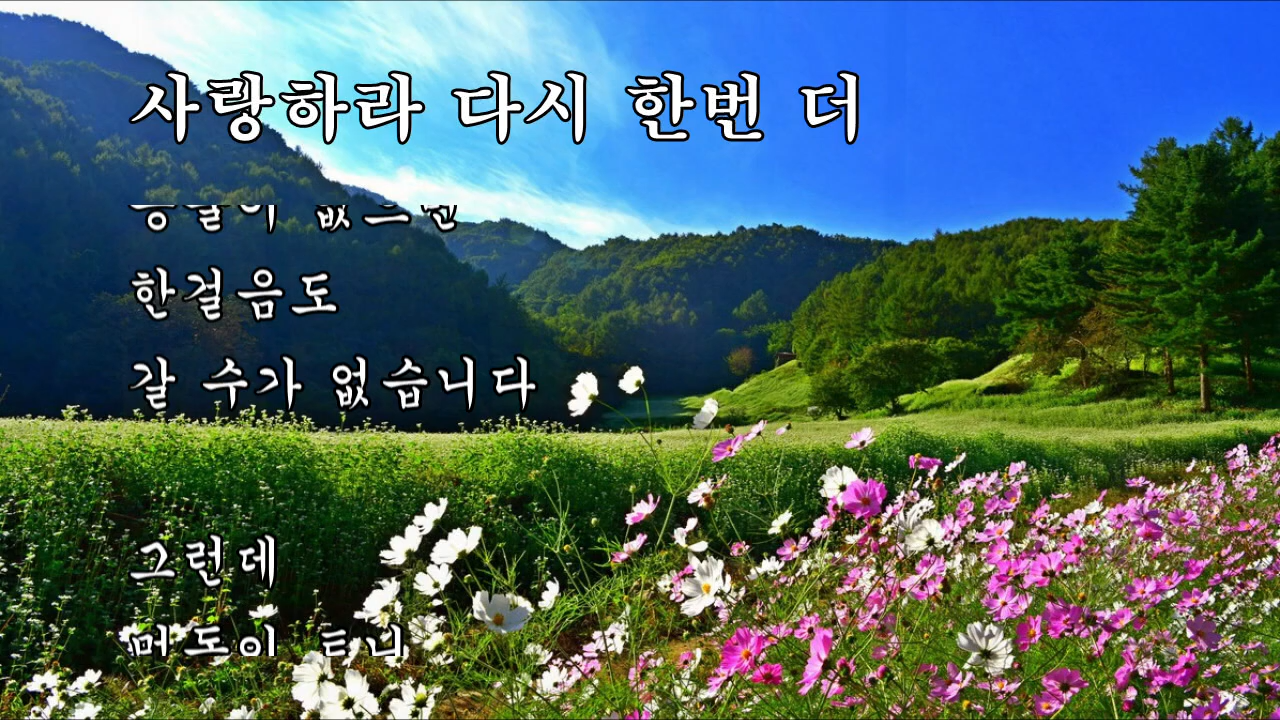 사랑하라 다시 한번 더
한걸음도
갈 수가 없습니다
그런데